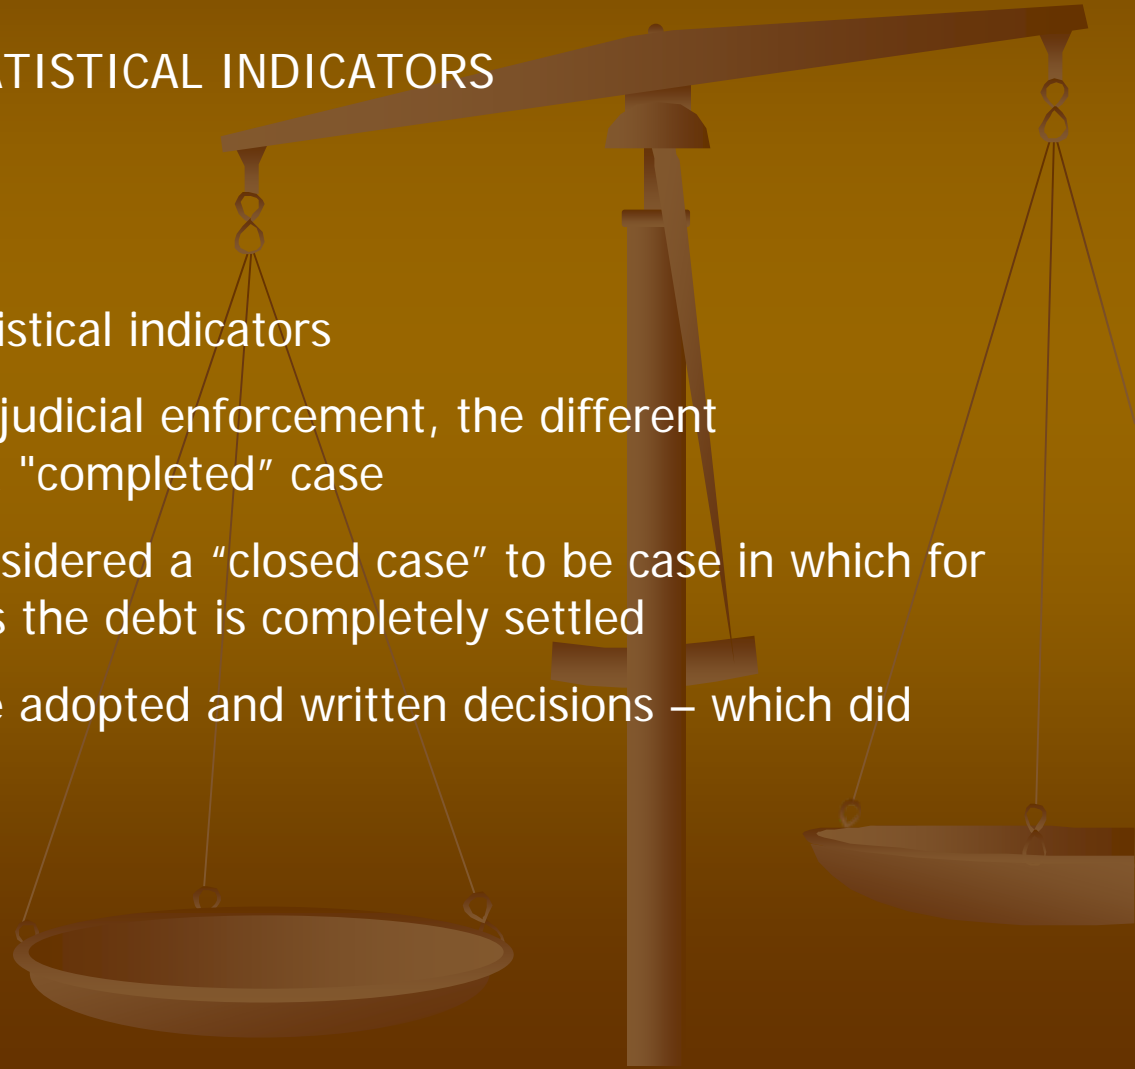 ATISTICAL INDICATORS
istical indicators
judicial enforcement, the different
"completed” case
sidered a “closed case” to be case in which for
s the debt is completely settled
e adopted and written decisions – which did